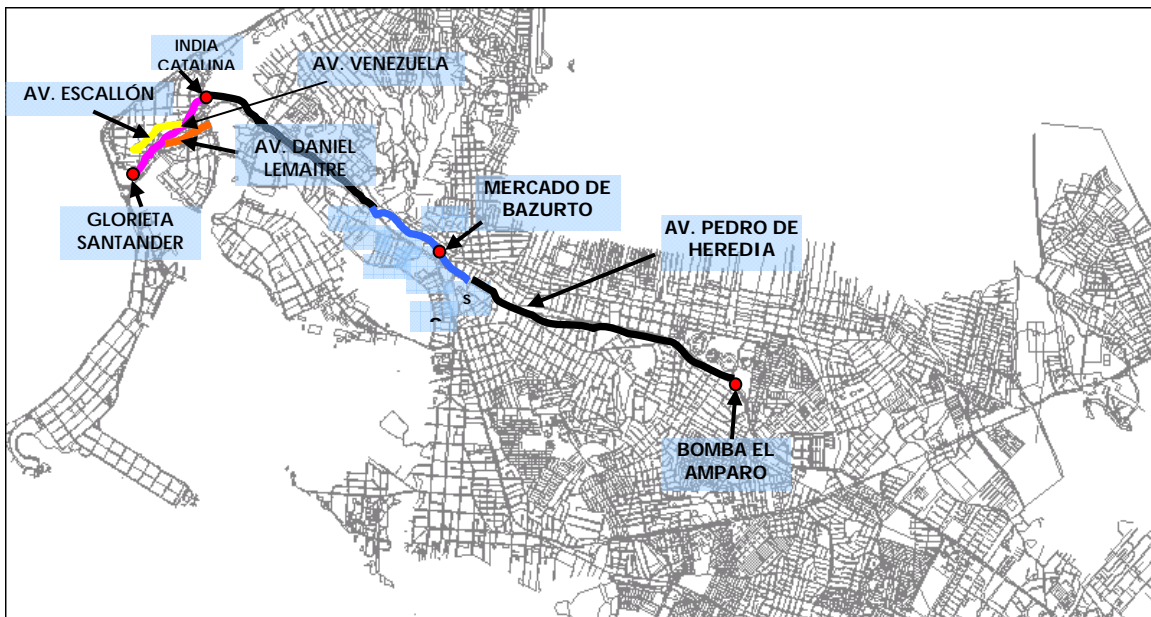 INDIA
CATALINA
AV. VENEZUELA
AV. ESCALLÓN
AV. DANIEL
LEMAITRE
GLORIETA
SANTANDER
MERCADO DE
BAZURTO
AV. PEDRO DE
HEREDIA
s
BOMBA EL
AMPARO